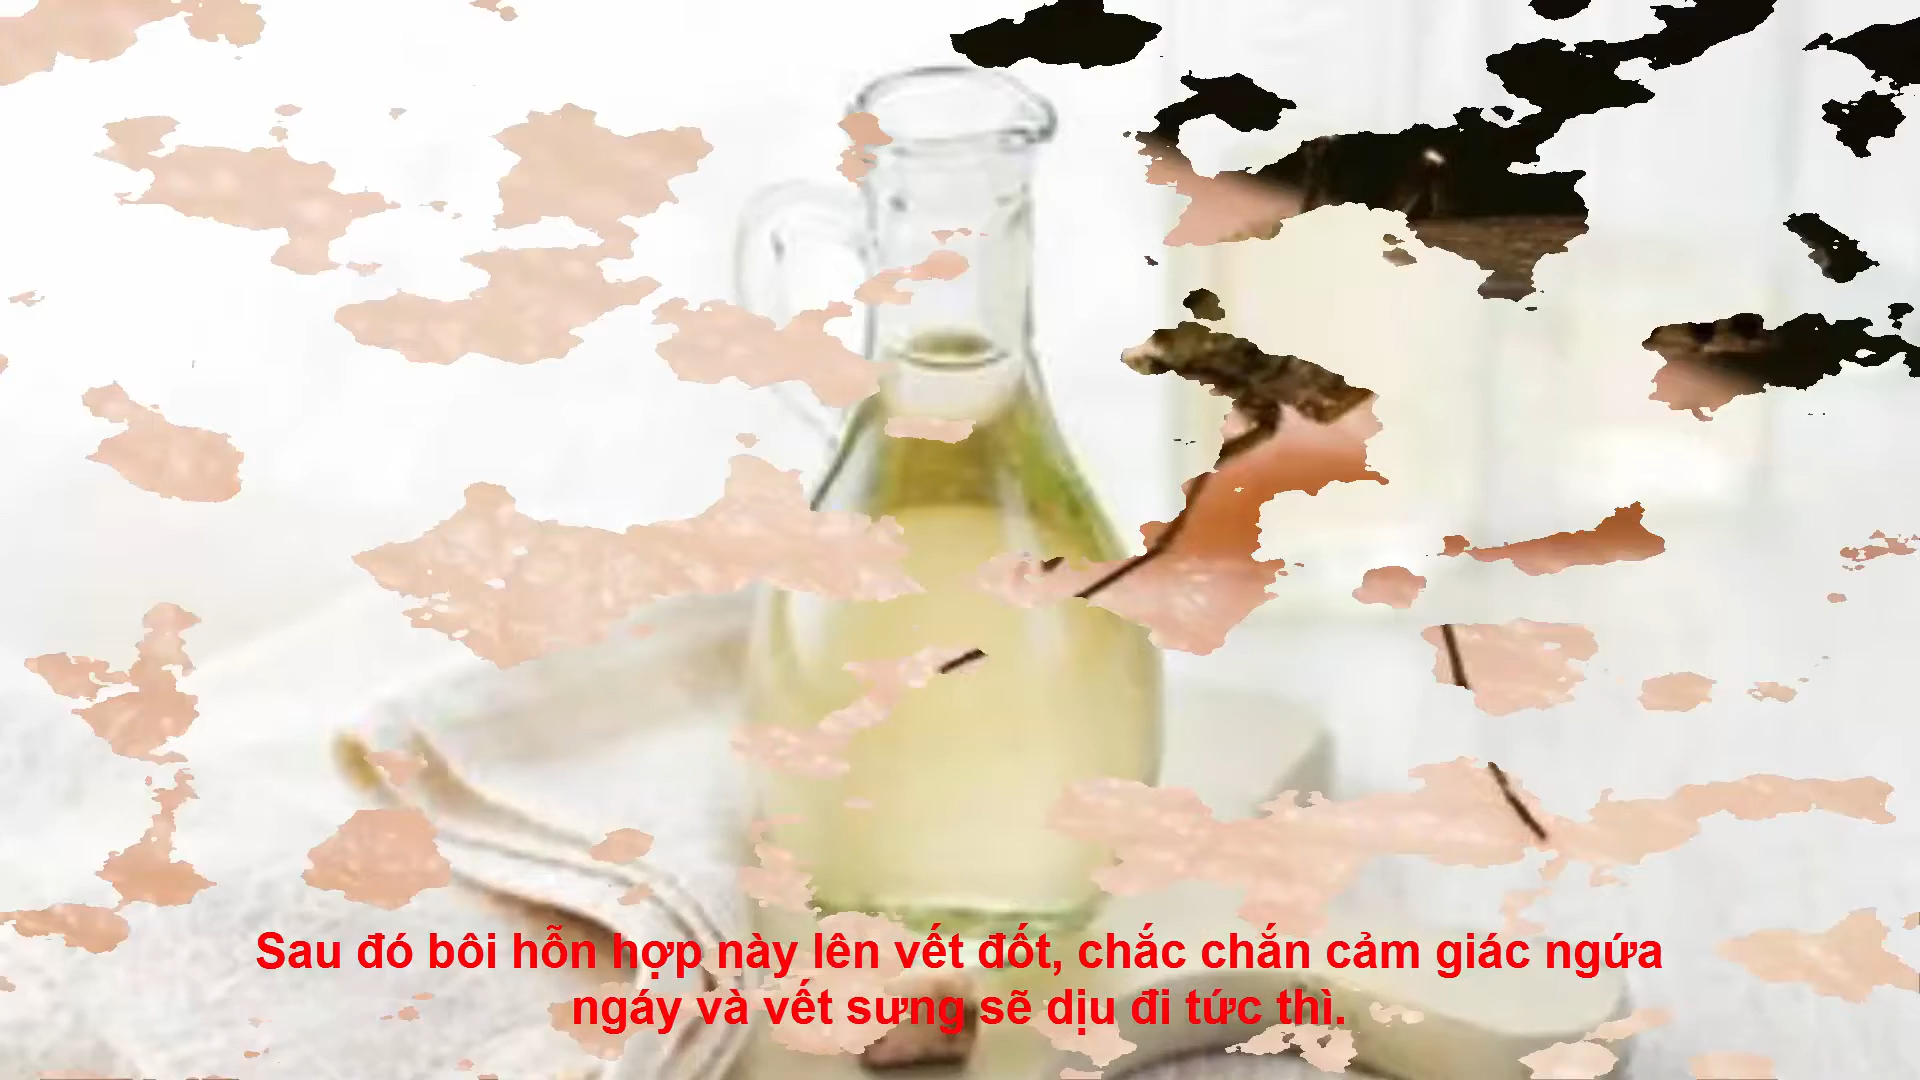 Sau đó bôi hỗn hợp này lên vết đốt, chắc chắn cảm giác ngứa
ngáy và vết sưng sẽ dịu đi tức thì.